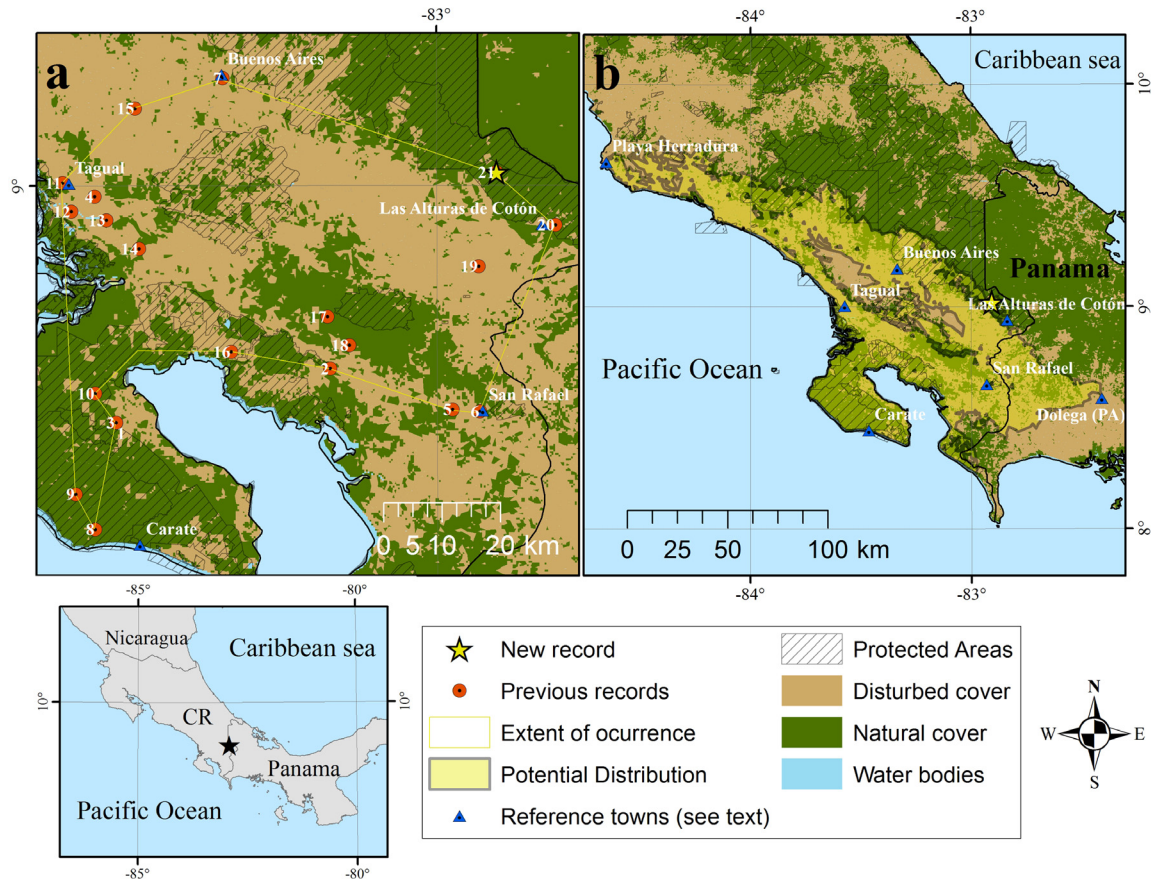 -83
-84
-83
a
Buenos Aires
7
15
Tagual
11
4
12
13
14
21
Las Alturas de Cotón
20
19
17
18
16
2
10
3
1
5
6
San Rafael
9
8
Carate
0 5 10 20 km
9°
b
Caribbean sea
Playa Herradura
Buenos Aires
Panama
Tagual
Las Alturas de Cotón
Pacific Ocean
San Rafael
Carate
Dolega (PA)
0 25 50 100 km
10°
9°
8°
-84
-83
-85°
-80°
Nicaragua
Caribbean sea
10°
10°
CR
Panama
Pacific Ocean
-85°
-80°
New record
Previous records
Extent of ocurrence
Potential Distribution
Reference towns (see text)
Protected Areas
Disturbed cover
Natural cover
Water bodies
N
W E
S